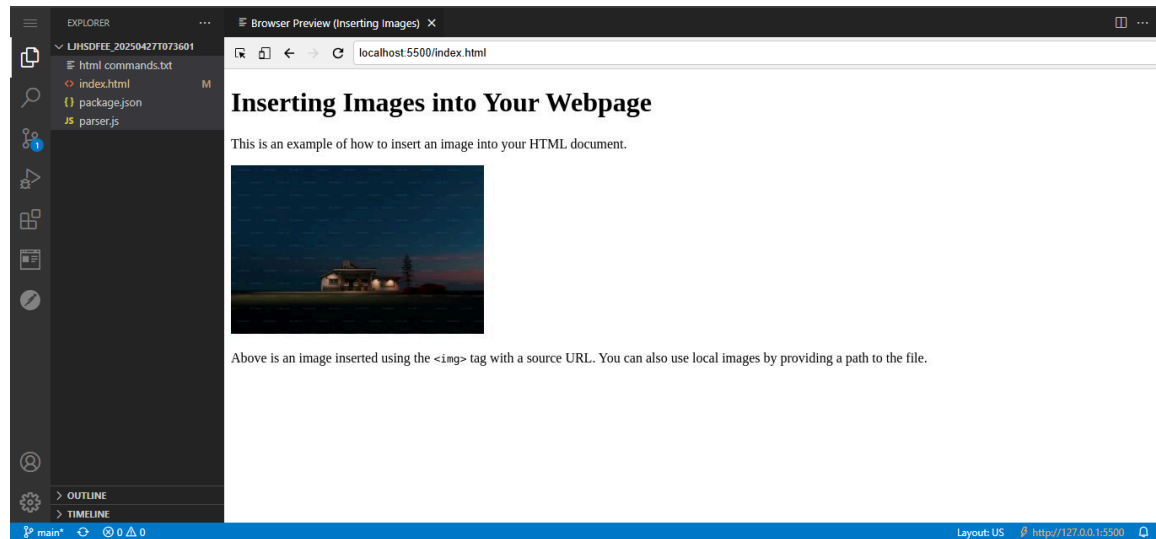 EXPLORER ...
LJHSDFEE_20250427T073601
html commands.txt
index.html M
package.json
JS parser.js
OUTLINE
TIMELINE
Browser Preview (Inserting Images)
localhost:5500/index.html
Inserting Images into Your Webpage
This is an example of how to insert an image into your HTML document.
Above is an image inserted using the <img> tag with a source URL. You can also use local images by providing a path to the file.
1
main* 0 0 Layout: US http://127.0.0.1:5500